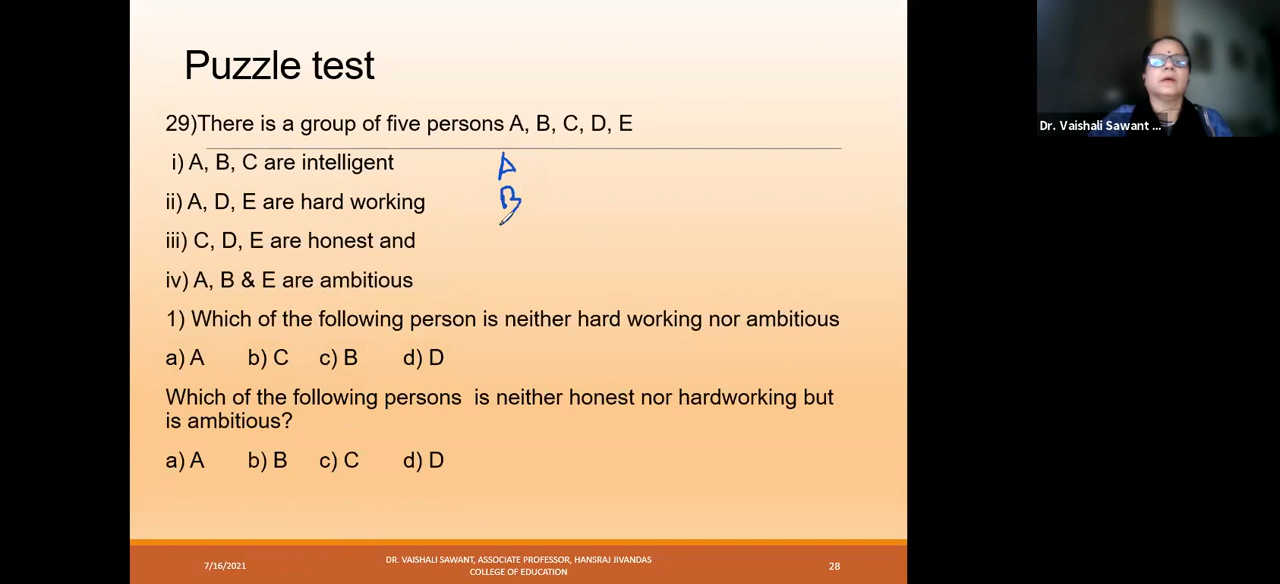 Puzzle test
29)There is a group of five persons A, B, C, D, E
i) A, B, C are intelligent
A
ii) A, D, E are hard working
B
iii) C, D, E are honest and
iv) A, B & E are ambitious
1) Which of the following person is neither hard working nor ambitious
a) A b) C c) B d) D
Which of the following persons is neither honest nor hardworking but
is ambitious?
a) A b) B c) C d) D
7/16/2021
DR. VAISHALI SAWANT, ASSOCIATE PROFESSOR, HANSRAJ JIVANDAS
COLLEGE OF EDUCATION
28
Dr. Vaishali Sawant ...